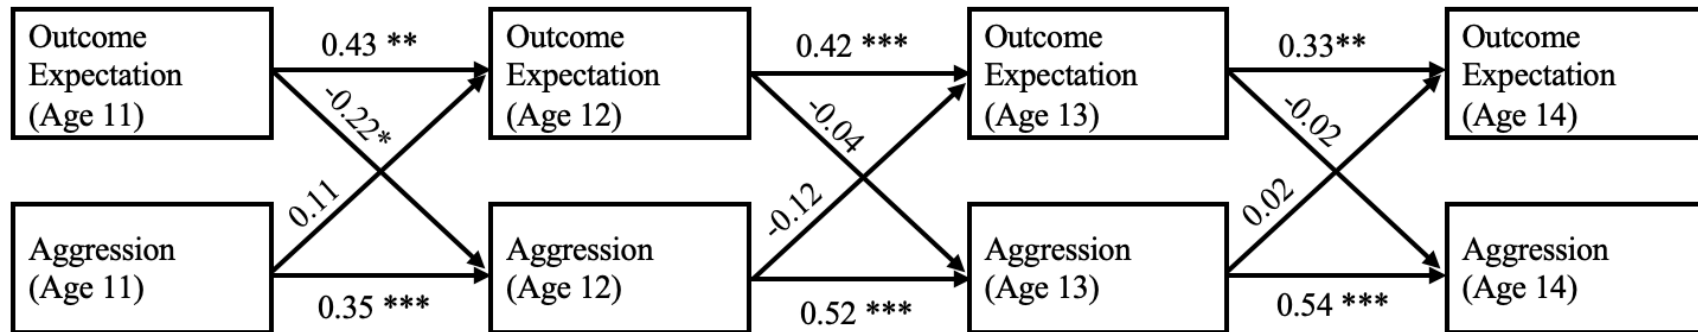 Outcome
Expectation
(Age 11)
0.43 **
Outcome
Expectation
(Age 12)
0.42 ***
Outcome
Expectation
(Age 13)
0.33**
Outcome
Expectation
(Age 14)
-0.22*
0.11
-0.04
-0.12
-0.02
0.02
Aggression
(Age 11)
0.35 ***
Aggression
(Age 12)
0.52 ***
Aggression
(Age 13)
0.54 ***
Aggression
(Age 14)